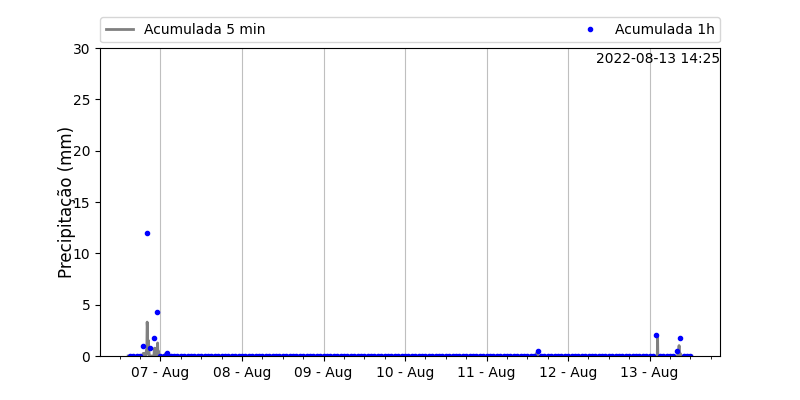 Acumulada 5 min
Acumulada 1h
2022-08-13 14:25
Precipitação (mm)
30
25
20
15
10
5
0
07 - Aug
08 - Aug
09 - Aug
10 - Aug
11 - Aug
12 - Aug
13 - Aug